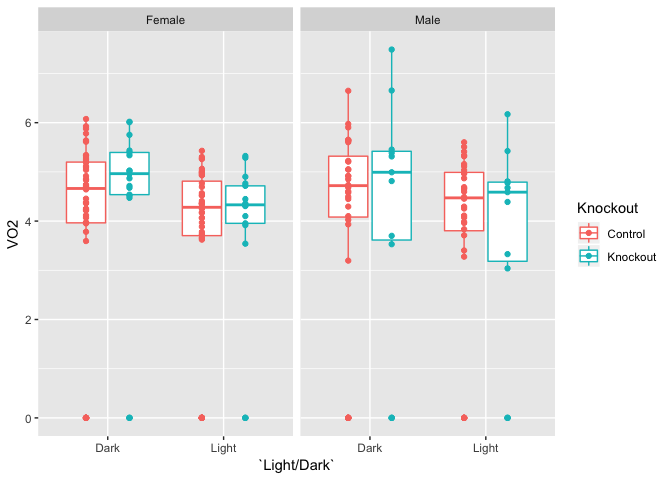 Female
Male
6
4
2
0
VO2
Dark
Light
Dark
Light
`Light/Dark`
Knockout
Control
Knockout